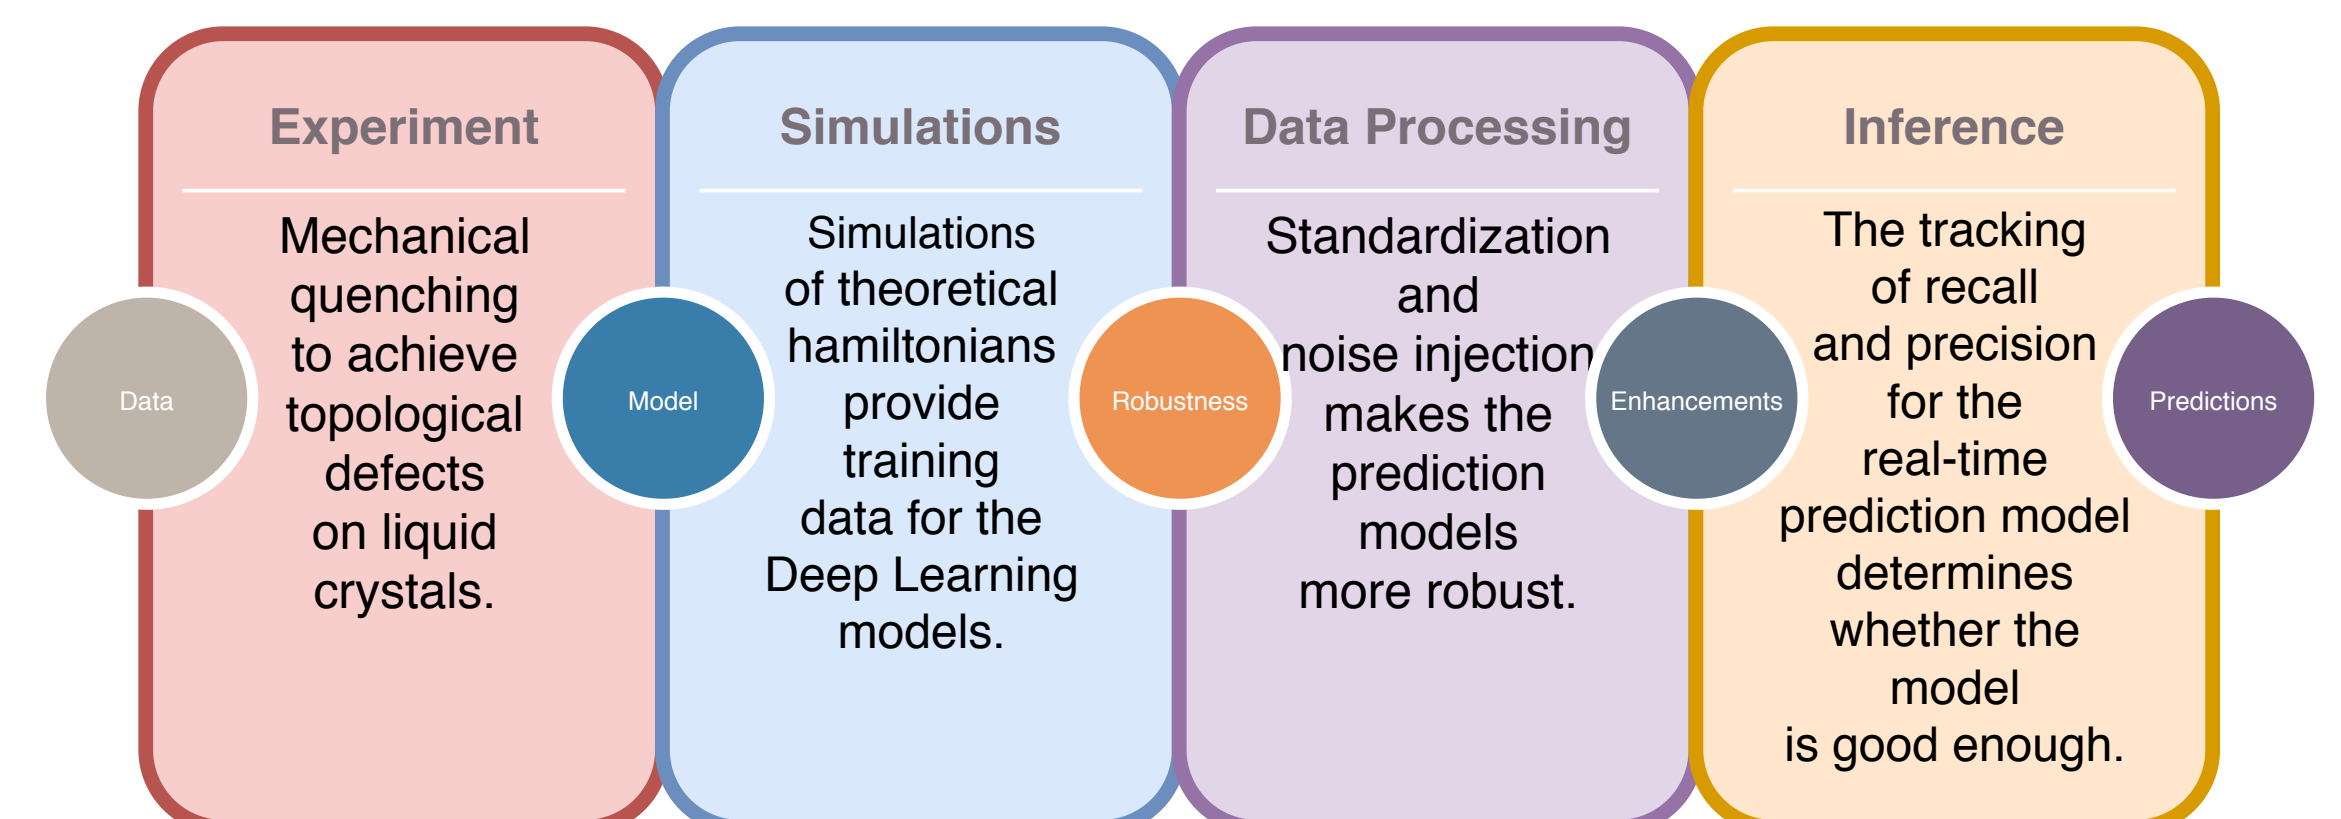 Experiment
Mechanical
quenching
to achieve
topological
defects
on liquid
crystals.
Simulations
Simulations
of theoretical
hamiltonians
provide
training
data for the
Deep Learning
models.
Data Processing
Standardization
and
noise injection
makes the
prediction
models
more robust.
Inference
The tracking
of recall
and precision
for the
real-time
prediction model
determines
whether the
model
is good enough.
Data
Model
Robustness
Enhancements
Predictions